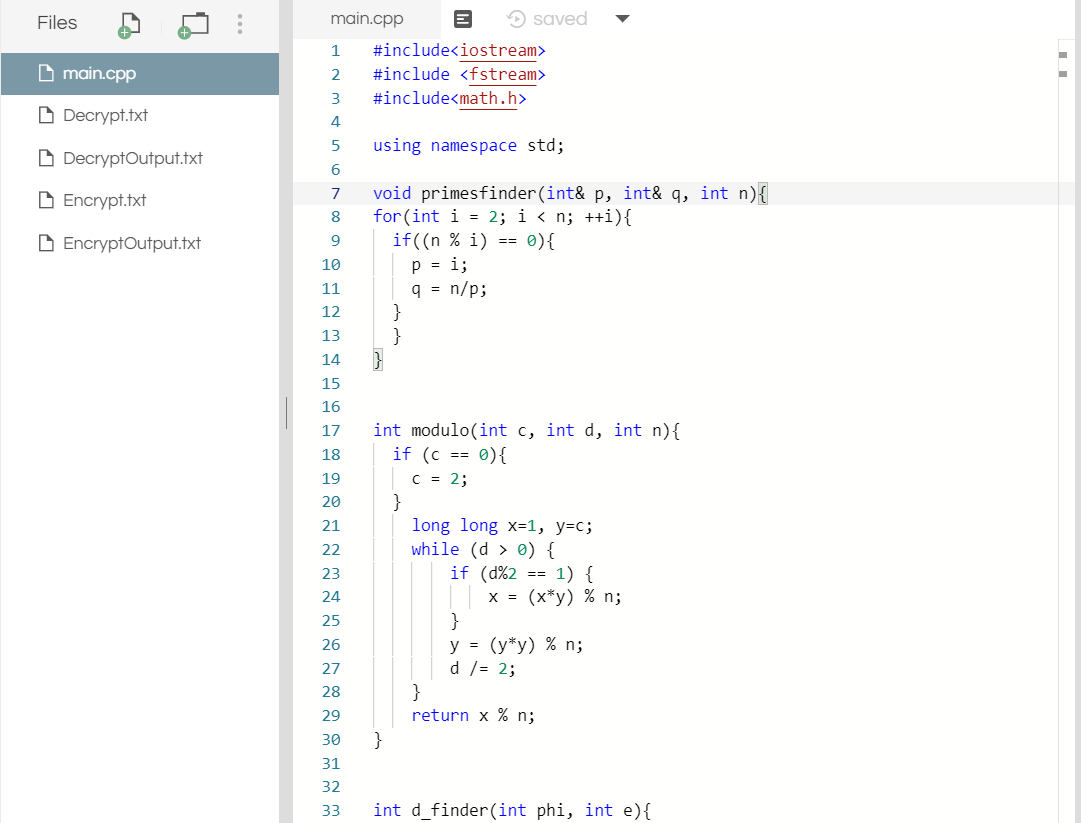 Files
main.cpp
Decrypt.txt
DecryptOutput.txt
Encrypt.txt
EncryptOutput.txt
main.cpp saved
1 #include<iostream>
2 #include <fstream>
3 #include<math.h>
4
5 using namespace std;
6
7 void primesfinder(int& p, int& q, int n){
8 for(int i = 2; i < n; ++i){
9 if((n % i) == 0){
10 p = i;
11 q = n/p;
12 }
13 }
14 }
15
16
17 int modulo(int c, int d, int n){
18 if (c == 0){
19 c = 2;
20 }
21 long long x=1, y=c;
22 while (d > 0) {
23 if (d%2 == 1) {
24 x = (x*y) % n;
25 }
26 y = (y*y) % n;
27 d /= 2;
28 }
29 return x % n;
30 }
31
32
33 int d_finder(int phi, int e){